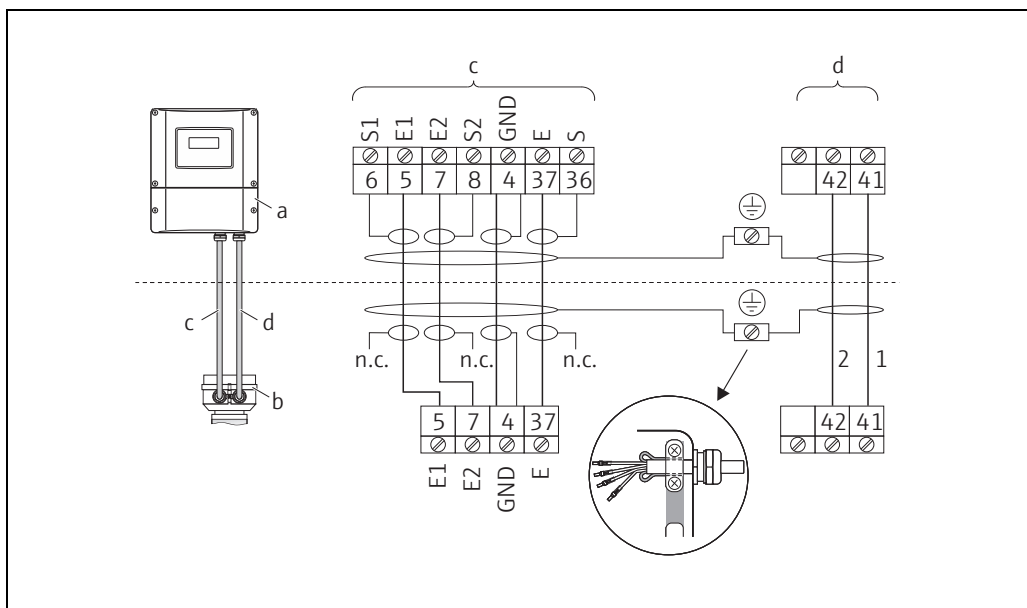 c
d
S1 E1 E2 S2 GND E S
6 5 7 8 4 37 36
42 41
a
c
d
n.c. n.c. n.c.
2 1
b
5 7 4 37
42 41
E1 E2 GND E